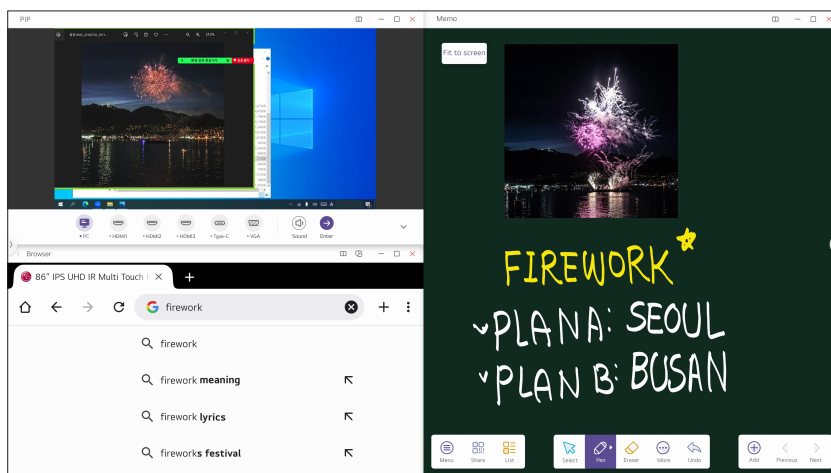 PIP
213%
PC
HDMI1
HDMI2
HDMI3
Type-C
VGA
Sound
Enter
Browser
86" IPS UHD IR Multi Touch
firework
firework
firework meaning
firework lyrics
fireworks festival
Memo
Fit to screen
FIREWORK
PLAN A: SEOUL
PLAN B: BUSAN
Menu
Share
List
Select
Pen
Eraser
More
Undo
Add
Previous
Next